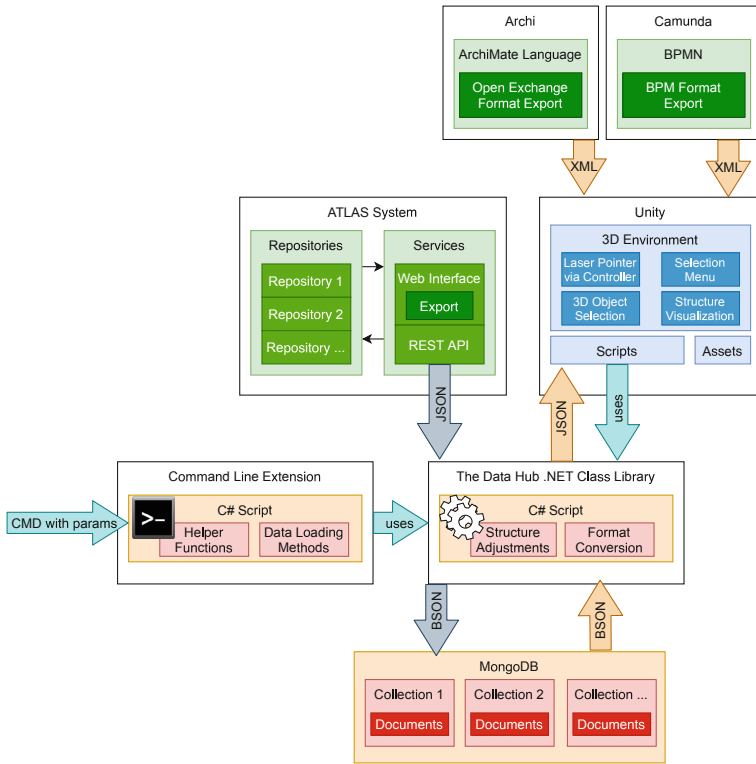 Archi
ArchiMate Language
Open Exchange
Format Export
Camunda
BPMN
BPM Format
Export
XML
XML
ATLAS System
Repositories
Repository 1
Repository 2
Repository ...
Services
Web Interface
Export
REST API
Unity
3D Environment
Laser Pointer
via Controller
Selection
Menu
3D Object
Selection
Structure
Visualization
Scripts
Assets
JSON
JSON
uses
CMD with params
Command Line Extension
C# Script
>_
Helper
Functions
Data Loading
Methods
uses
The Data Hub .NET Class Library
C# Script
Structure
Adjustments
Format
Conversion
BSON
BSON
MongoDB
Collection 1
Documents
Collection 2
Documents
Collection ...
Documents